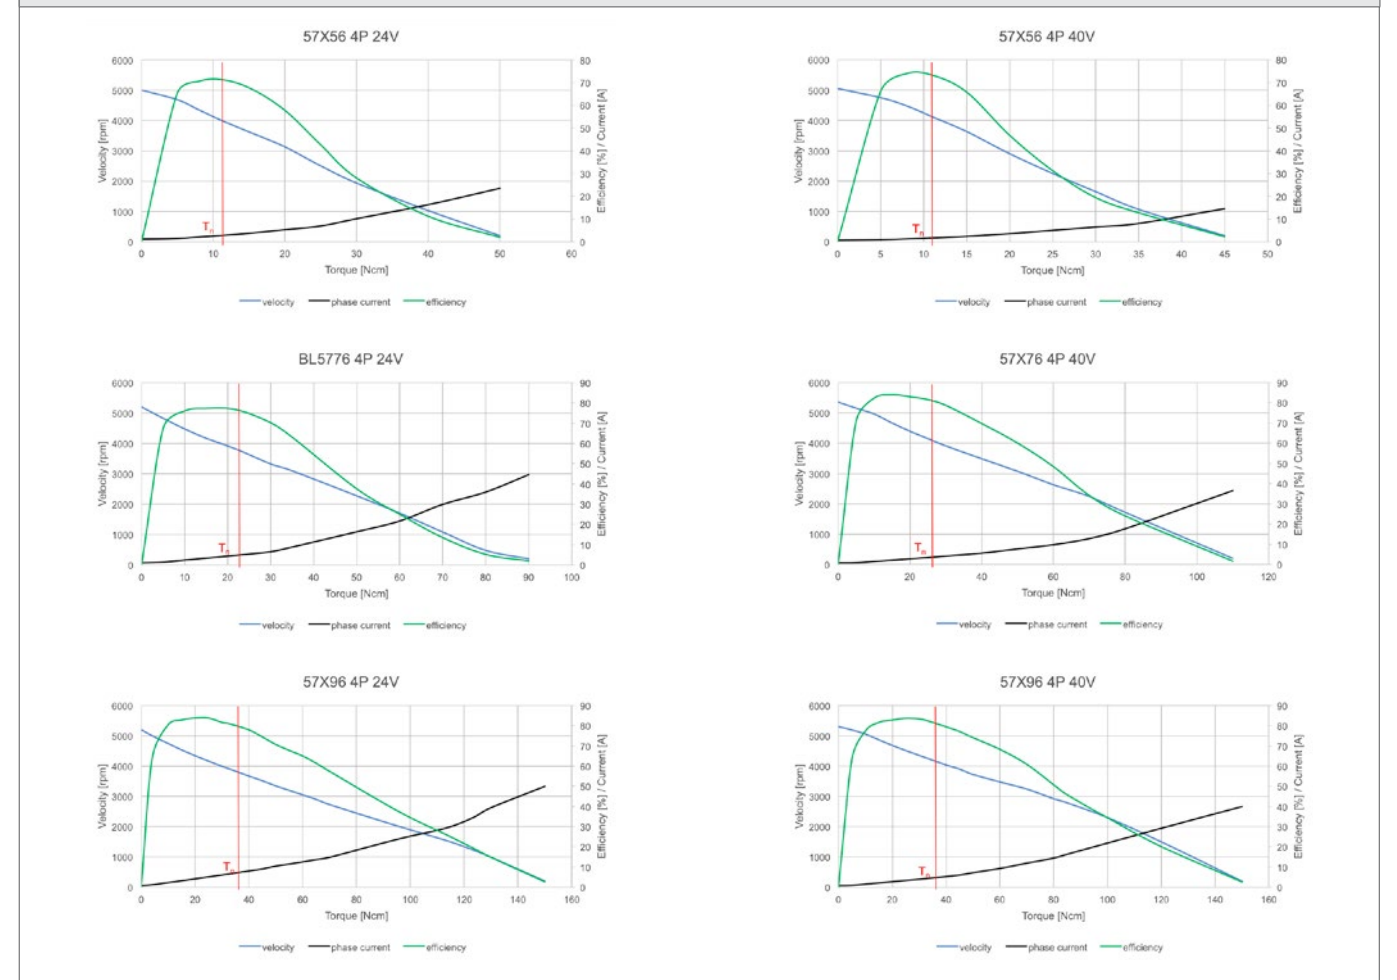 57X56 4P 24V
6000
5000
4000
3000
2000
1000
0
Velocity [rpm]
80
70
60
50
40
30
20
10
0
Efficiency [%] / Current [A]
Tn
0 10 20 30 40 50 60
Torque [Ncm]
velocity phase current efficiency
57X56 4P 40V
6000
5000
4000
3000
2000
1000
0
Velocity [rpm]
80
70
60
50
40
30
20
10
0
Efficiency [%] / Current [A]
Tn
0 5 10 15 20 25 30 35 40 45 50
Torque [Ncm]
velocity phase current efficiency
BL5776 4P 24V
6000
5000
4000
3000
2000
1000
0
Velocity [rpm]
90
80
70
60
50
40
30
20
10
0
Efficiency [%] / Current [A]
Tn
0 10 20 30 40 50 60 70 80 90 100
Torque [Ncm]
velocity phase current efficiency
57X76 4P 40V
6000
5000
4000
3000
2000
1000
0
Velocity [rpm]
90
80
70
60
50
40
30
20
10
0
Efficiency [%] / Current [A]
Tn
0 20 40 60 80 100 120
Torque [Ncm]
velocity phase current efficiency
57X96 4P 24V
6000
5000
4000
3000
2000
1000
0
Velocity [rpm]
90
80
70
60
50
40
30
20
10
0
Efficiency [%] / Current [A]
Tn
0 20 40 60 80 100 120 140 160
Torque [Ncm]
velocity phase current efficiency
57X96 4P 40V
6000
5000
4000
3000
2000
1000
0
Velocity [rpm]
90
80
70
60
50
40
30
20
10
0
Efficiency [%] / Current [A]
Tn
0 20 40 60 80 100 120 140 160
Torque [Ncm]
velocity phase current efficiency